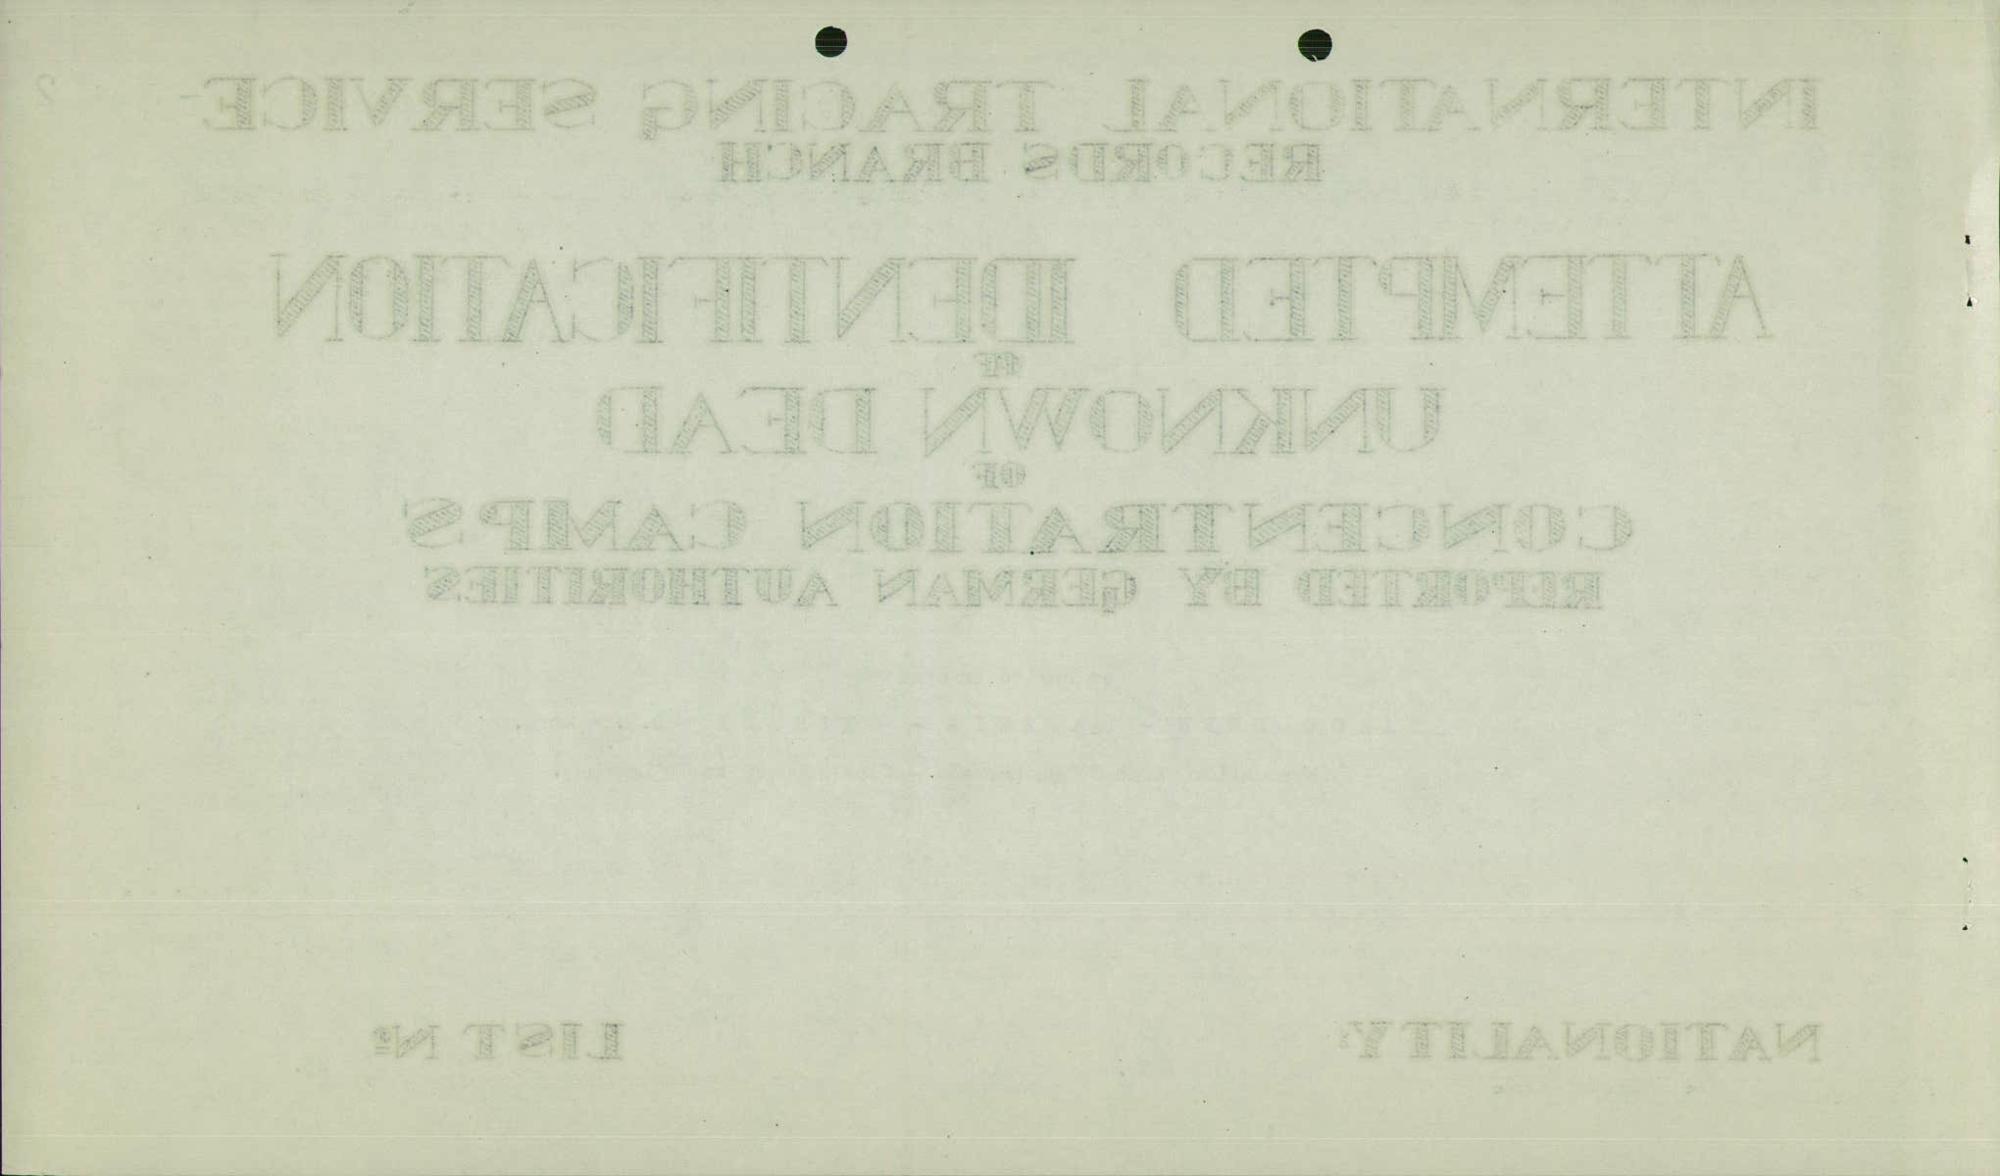 INTERNATIONAL TRACING SERVICE
RECORDS BRANCH
2
ATTEMPTED IDENTIFICATION
OF
UNKNOWN DEAD
OF
CONCENTRATION CAMPS
REPORTED BY GERMAN AUTHORITIES
NATIONALITY:
LIST Nº